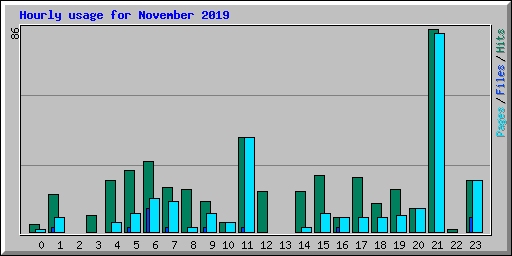 Hourly usage for November 2019
86
Pages/Files/Hits
0 1 2 3 4 5 6 7 8 9 10 11 12 13 14 15 16 17 18 19 20 21 22 23